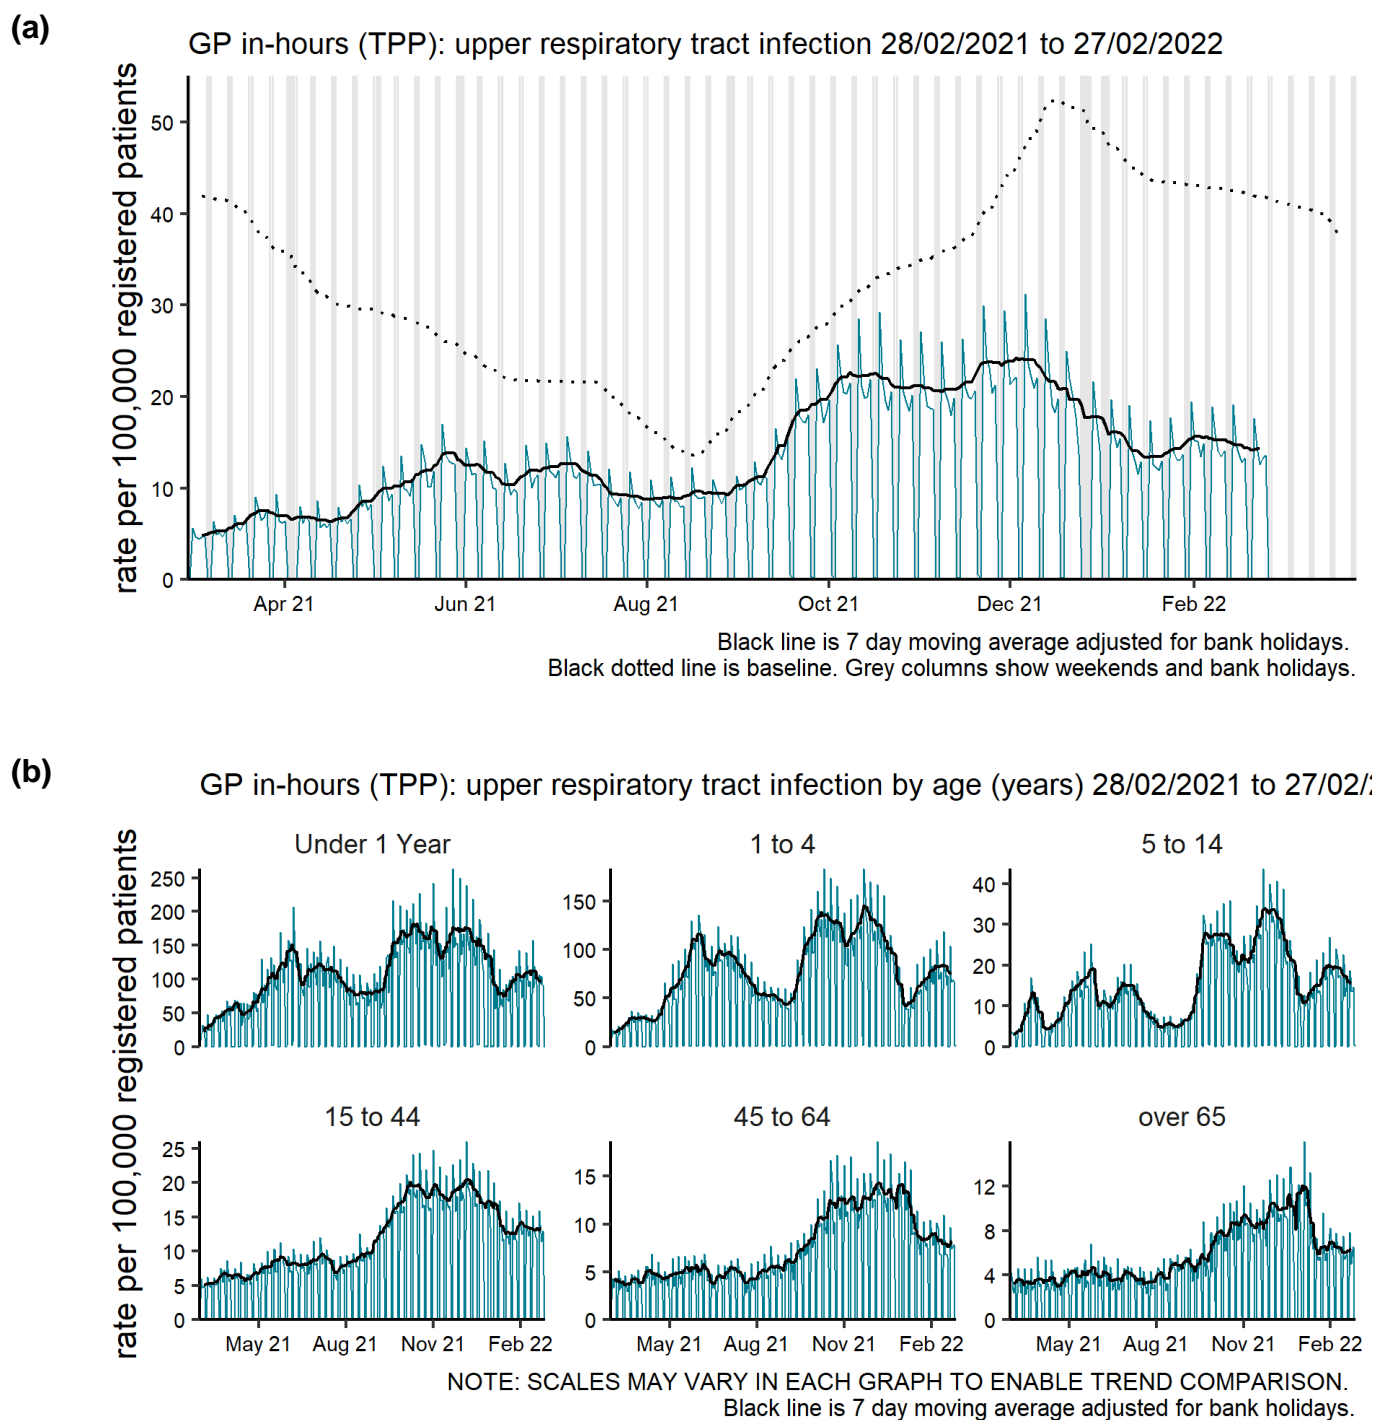 (a)
GP in-hours (TPP): upper respiratory tract infection 28/02/2021 to 27/02/2022
rate per 100,000 registered patients
50
40
30
20
10
0
Apr 21 Jun 21 Aug 21 Oct 21 Dec 21 Feb 22
Black line is 7 day moving average adjusted for bank holidays.
Black dotted line is baseline. Grey columns show weekends and bank holidays.
(b)
GP in-hours (TPP): upper respiratory tract infection by age (years) 28/02/2021 to 27/02/2
rate per 100,000 registered patients
Under 1 Year
250
200
150
100
50
0
1 to 4
150
100
50
0
5 to 14
40
30
20
10
0
15 to 44
25
20
15
10
5
0
May 21 Aug 21 Nov 21 Feb 22
45 to 64
15
10
5
0
May 21 Aug 21 Nov 21 Feb 22
over 65
12
8
4
0
May 21 Aug 21 Nov 21 Feb 22
NOTE: SCALES MAY VARY IN EACH GRAPH TO ENABLE TREND COMPARISON.
Black line is 7 day moving average adjusted for bank holidays.